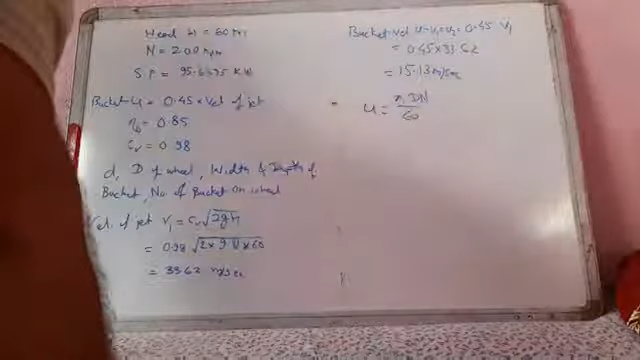 Head H = 60 m
N = 200 rpm
S.P = 95.6475 KW
Bucket u = 0.45 × Vel of jet
η₀ = 0.85
Cv = 0.98
d, D of wheel, Width & Depth of
Bucket, No. of Bucket on wheel
Vel. of jet V₁ = Cv√2gH
= 0.98 √2×9.81×60
= 33.62 m/sec
Bucket Vel u=u₁=u₂= 0.45 V₁
= 0.45×33.62
= 15.13 m/sec
u = πDN/60